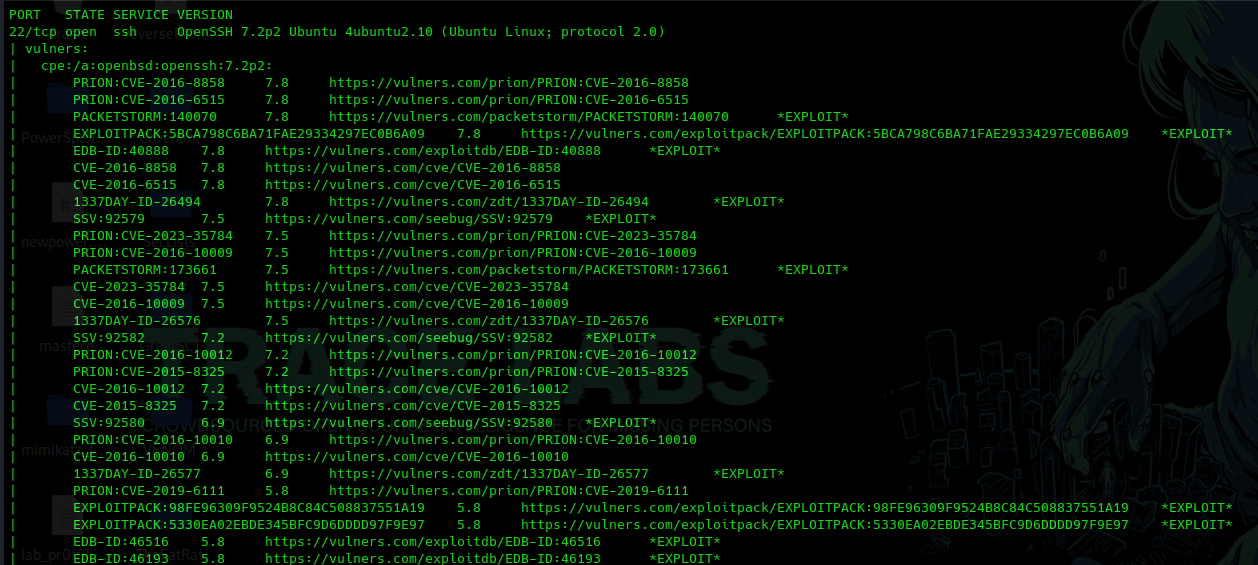 PORT   STATE SERVICE VERSION
22/tcp open  ssh     OpenSSH 7.2p2 Ubuntu 4ubuntu2.10 (Ubuntu Linux; protocol 2.0)
| vulners:
|   cpe:/a:openbsd:openssh:7.2p2:
|       PRION:CVE-2016-8858     7.8     https://vulners.com/prion/PRION:CVE-2016-8858
|       PRION:CVE-2016-6515     7.8     https://vulners.com/prion/PRION:CVE-2016-6515
|       PACKETSTORM:140070      7.8     https://vulners.com/packetstorm/PACKETSTORM:140070      *EXPLOIT*
|       EXPLOITPACK:5BCA798C6BA71FAE29334297EC0B6A09    7.8     https://vulners.com/exploitpack/EXPLOITPACK:5BCA798C6BA71FAE29334297EC0B6A09    *EXPLOIT*
|       EDB-ID:40888    7.8     https://vulners.com/exploitdb/EDB-ID:40888      *EXPLOIT*
|       CVE-2016-8858   7.8     https://vulners.com/cve/CVE-2016-8858
|       CVE-2016-6515   7.8     https://vulners.com/cve/CVE-2016-6515
|       1337DAY-ID-26494        7.8     https://vulners.com/zdt/1337DAY-ID-26494        *EXPLOIT*
|       SSV:92579       7.5     https://vulners.com/seebug/SSV:92579    *EXPLOIT*
|       PRION:CVE-2023-35784    7.5     https://vulners.com/prion/PRION:CVE-2023-35784
|       PRION:CVE-2016-10009    7.5     https://vulners.com/prion/PRION:CVE-2016-10009
|       PACKETSTORM:173661      7.5     https://vulners.com/packetstorm/PACKETSTORM:173661      *EXPLOIT*
|       CVE-2023-35784  7.5     https://vulners.com/cve/CVE-2023-35784
|       CVE-2016-10009  7.5     https://vulners.com/cve/CVE-2016-10009
|       1337DAY-ID-26576        7.5     https://vulners.com/zdt/1337DAY-ID-26576        *EXPLOIT*
|       SSV:92582       7.2     https://vulners.com/seebug/SSV:92582    *EXPLOIT*
|       PRION:CVE-2016-10012    7.2     https://vulners.com/prion/PRION:CVE-2016-10012
|       PRION:CVE-2015-8325     7.2     https://vulners.com/prion/PRION:CVE-2015-8325
|       CVE-2016-10012  7.2     https://vulners.com/cve/CVE-2016-10012
|       CVE-2015-8325   7.2     https://vulners.com/cve/CVE-2015-8325
|       SSV:92580       6.9     https://vulners.com/seebug/SSV:92580    *EXPLOIT*
|       PRION:CVE-2016-10010    6.9     https://vulners.com/prion/PRION:CVE-2016-10010
|       CVE-2016-10010  6.9     https://vulners.com/cve/CVE-2016-10010
|       1337DAY-ID-26577        6.9     https://vulners.com/zdt/1337DAY-ID-26577        *EXPLOIT*
|       PRION:CVE-2019-6111     5.8     https://vulners.com/prion/PRION:CVE-2019-6111
|       EXPLOITPACK:98FE96309F9524B8C84C508837551A19    5.8     https://vulners.com/exploitpack/EXPLOITPACK:98FE96309F9524B8C84C508837551A19    *EXPLOIT*
|       EXPLOITPACK:5330EA02EBDE345BFC9D6DDDD97F9E97    5.8     https://vulners.com/exploitpack/EXPLOITPACK:5330EA02EBDE345BFC9D6DDDD97F9E97    *EXPLOIT*
|       EDB-ID:46516    5.8     https://vulners.com/exploitdb/EDB-ID:46516      *EXPLOIT*
|       EDB-ID:46193    5.8     https://vulners.com/exploitdb/EDB-ID:46193      *EXPLOIT*